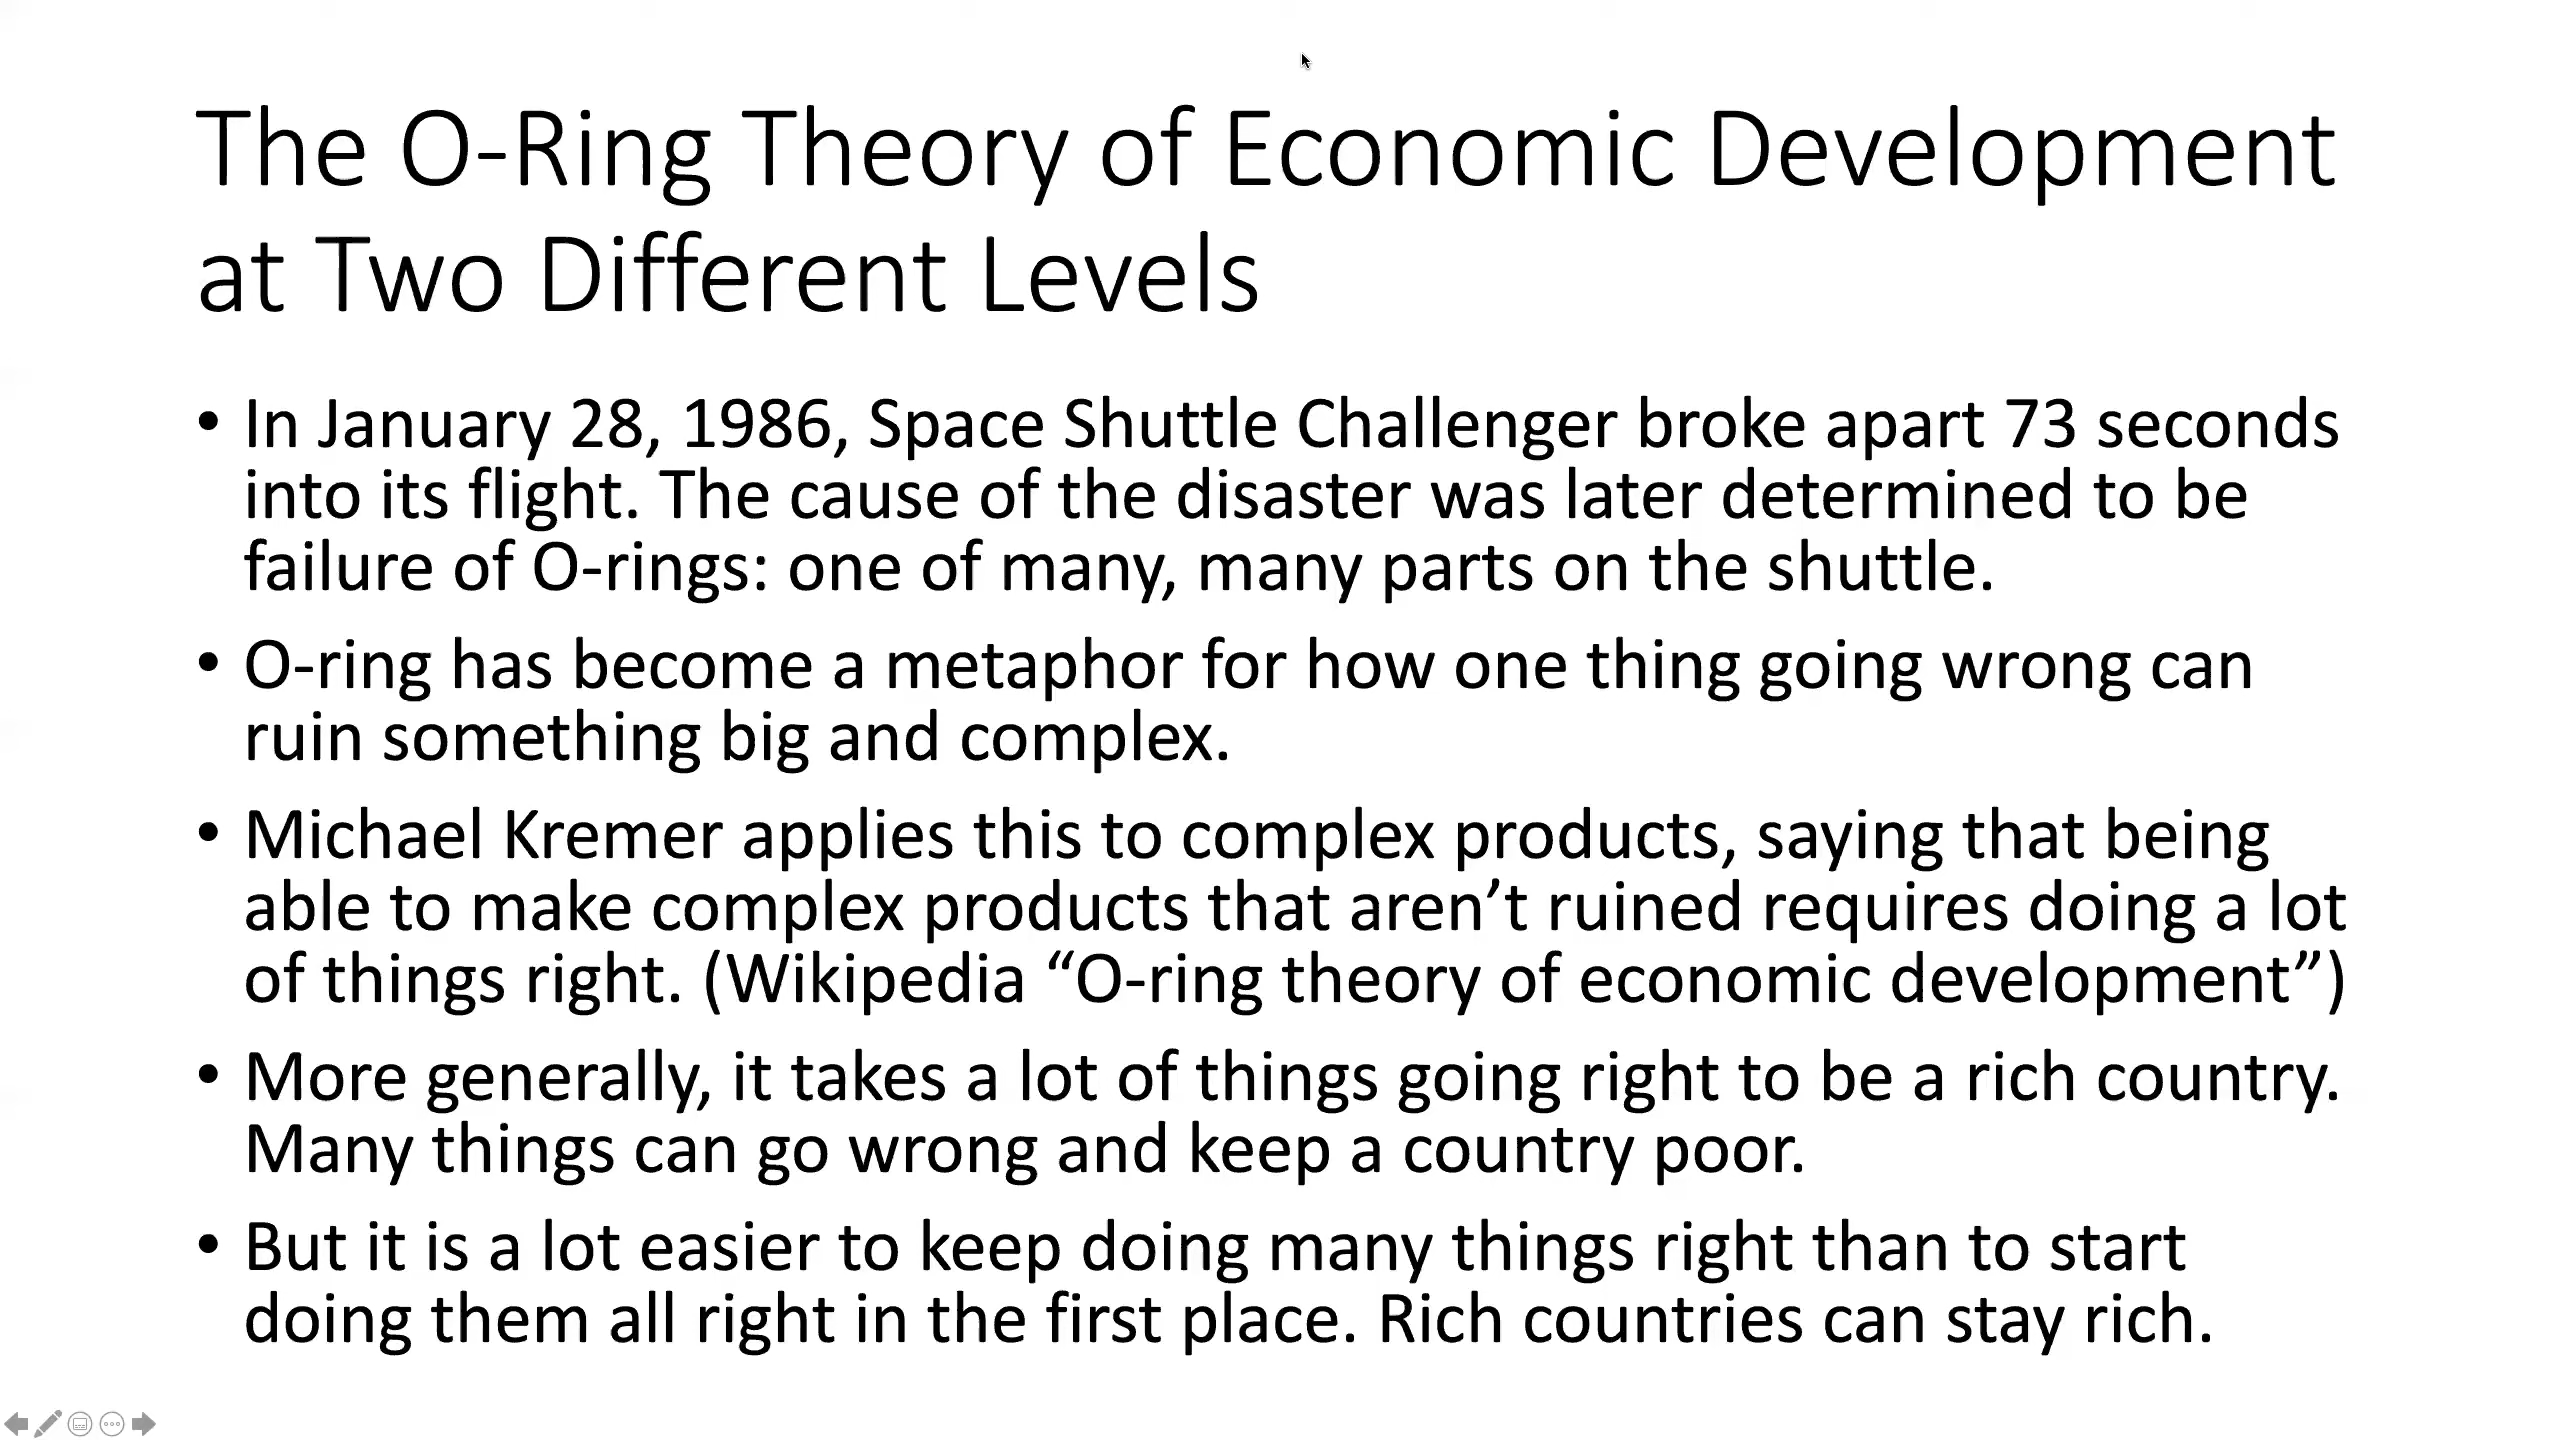 The O-Ring Theory of Economic Development
at Two Different Levels
• In January 28, 1986, Space Shuttle Challenger broke apart 73 seconds
into its flight. The cause of the disaster was later determined to be
failure of O-rings: one of many, many parts on the shuttle.
• O-ring has become a metaphor for how one thing going wrong can
ruin something big and complex.
• Michael Kremer applies this to complex products, saying that being
able to make complex products that aren’t ruined requires doing a lot
of things right. (Wikipedia “O-ring theory of economic development”)
• More generally, it takes a lot of things going right to be a rich country.
Many things can go wrong and keep a country poor.
• But it is a lot easier to keep doing many things right than to start
doing them all right in the first place. Rich countries can stay rich.